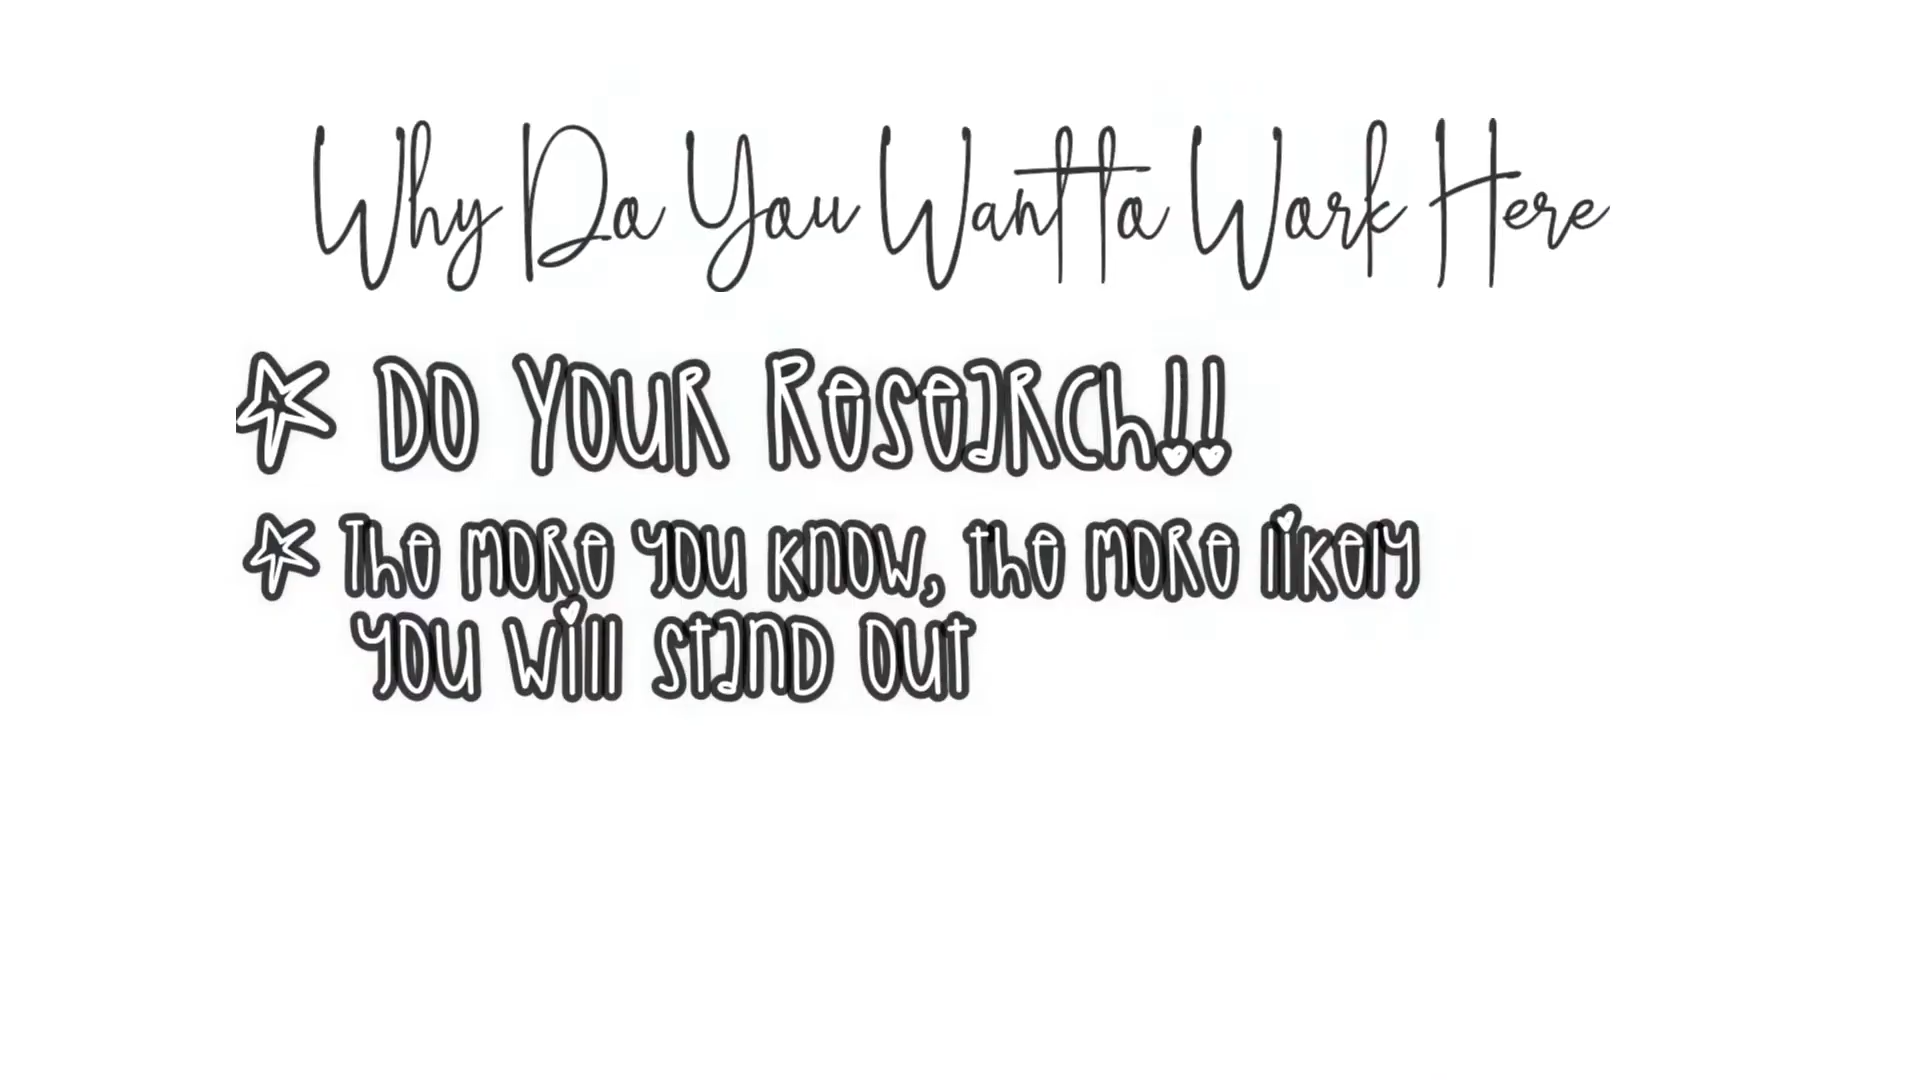 Why Do You Want to Work Here
Do Your Research!!
The more you know, the more likely
you will stand out